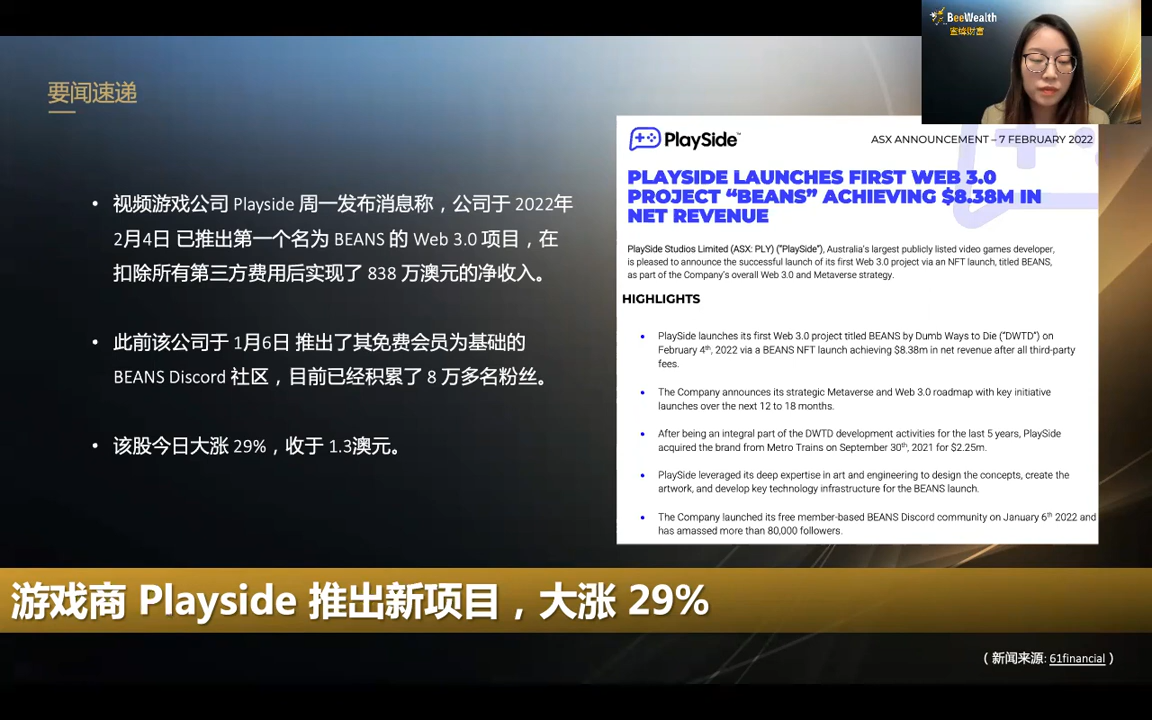 BeeWealth
蜜蜂财富
要闻速递
• 视频游戏公司 Playside 周一发布消息称，公司于 2022年
2月4日 已推出第一个名为 BEANS 的 Web 3.0 项目，在
扣除所有第三方费用后实现了 838 万澳元的净收入。
• 此前该公司于 1月6日 推出了其免费会员为基础的
BEANS Discord 社区，目前已经积累了 8 万多名粉丝。
• 该股今日大涨 29%，收于 1.3澳元。
PlaySide™
ASX ANNOUNCEMENT – 7 FEBRUARY 2022
PLAYSIDE LAUNCHES FIRST WEB 3.0
PROJECT “BEANS” ACHIEVING $8.38M IN
NET REVENUE
PlaySide Studios Limited (ASX: PLY) (“PlaySide”), Australia's largest publicly listed video games developer,
is pleased to announce the successful launch of its first Web 3.0 project via an NFT launch, titled BEANS,
as part of the Company's overall Web 3.0 and Metaverse strategy.
HIGHLIGHTS
• PlaySide launches its first Web 3.0 project titled BEANS by Dumb Ways to Die (“DWTD”) on
February 4th, 2022 via a BEANS NFT launch achieving $8.38m in net revenue after all third-party
fees.
• The Company announces its strategic Metaverse and Web 3.0 roadmap with key initiative
launches over the next 12 to 18 months.
• After being an integral part of the DWTD development activities for the last 5 years, PlaySide
acquired the brand from Metro Trains on September 30th, 2021 for $2.25m.
• PlaySide leveraged its deep expertise in art and engineering to design the concepts, create the
artwork, and develop key technology infrastructure for the BEANS launch.
• The Company launched its free member-based BEANS Discord community on January 6th 2022 and
has amassed more than 80,000 followers.
游戏商 Playside 推出新项目，大涨 29%
（ 新闻来源: 61financial ）